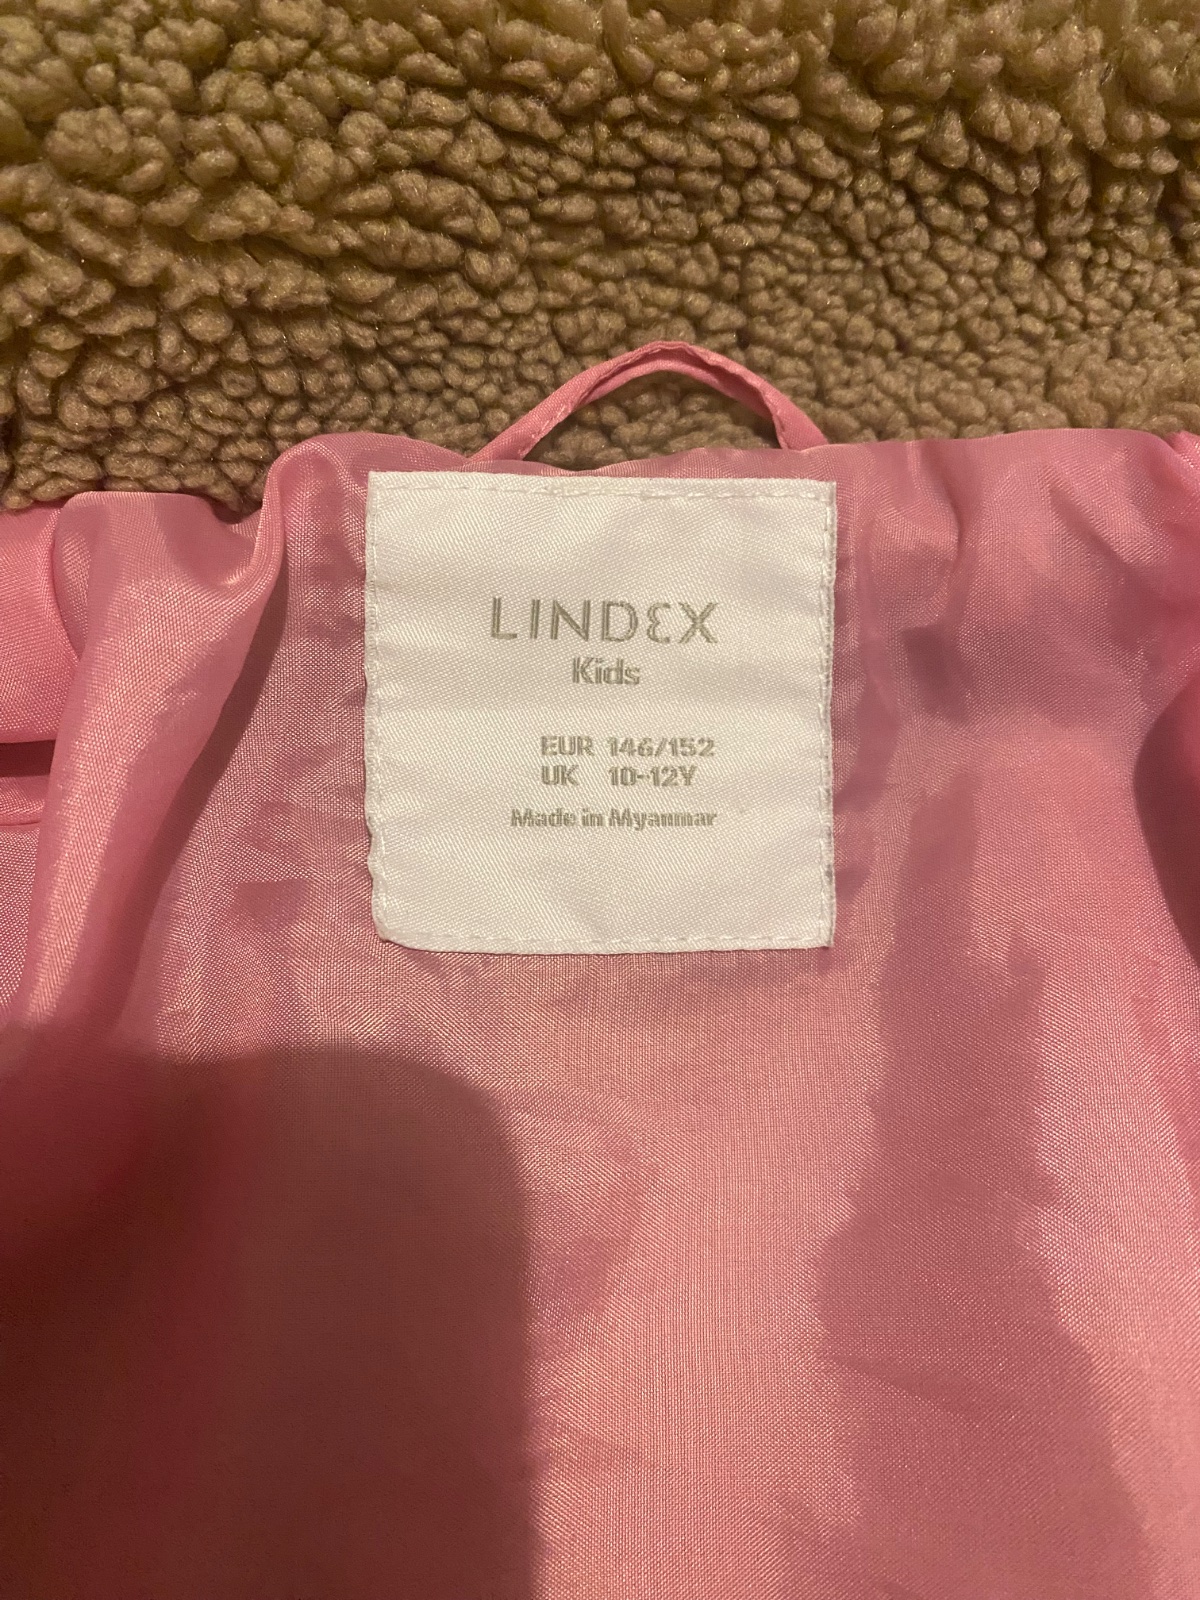 LINDEX
Kids
EUR 146/152
UK 10-12Y
Made in Myanmar